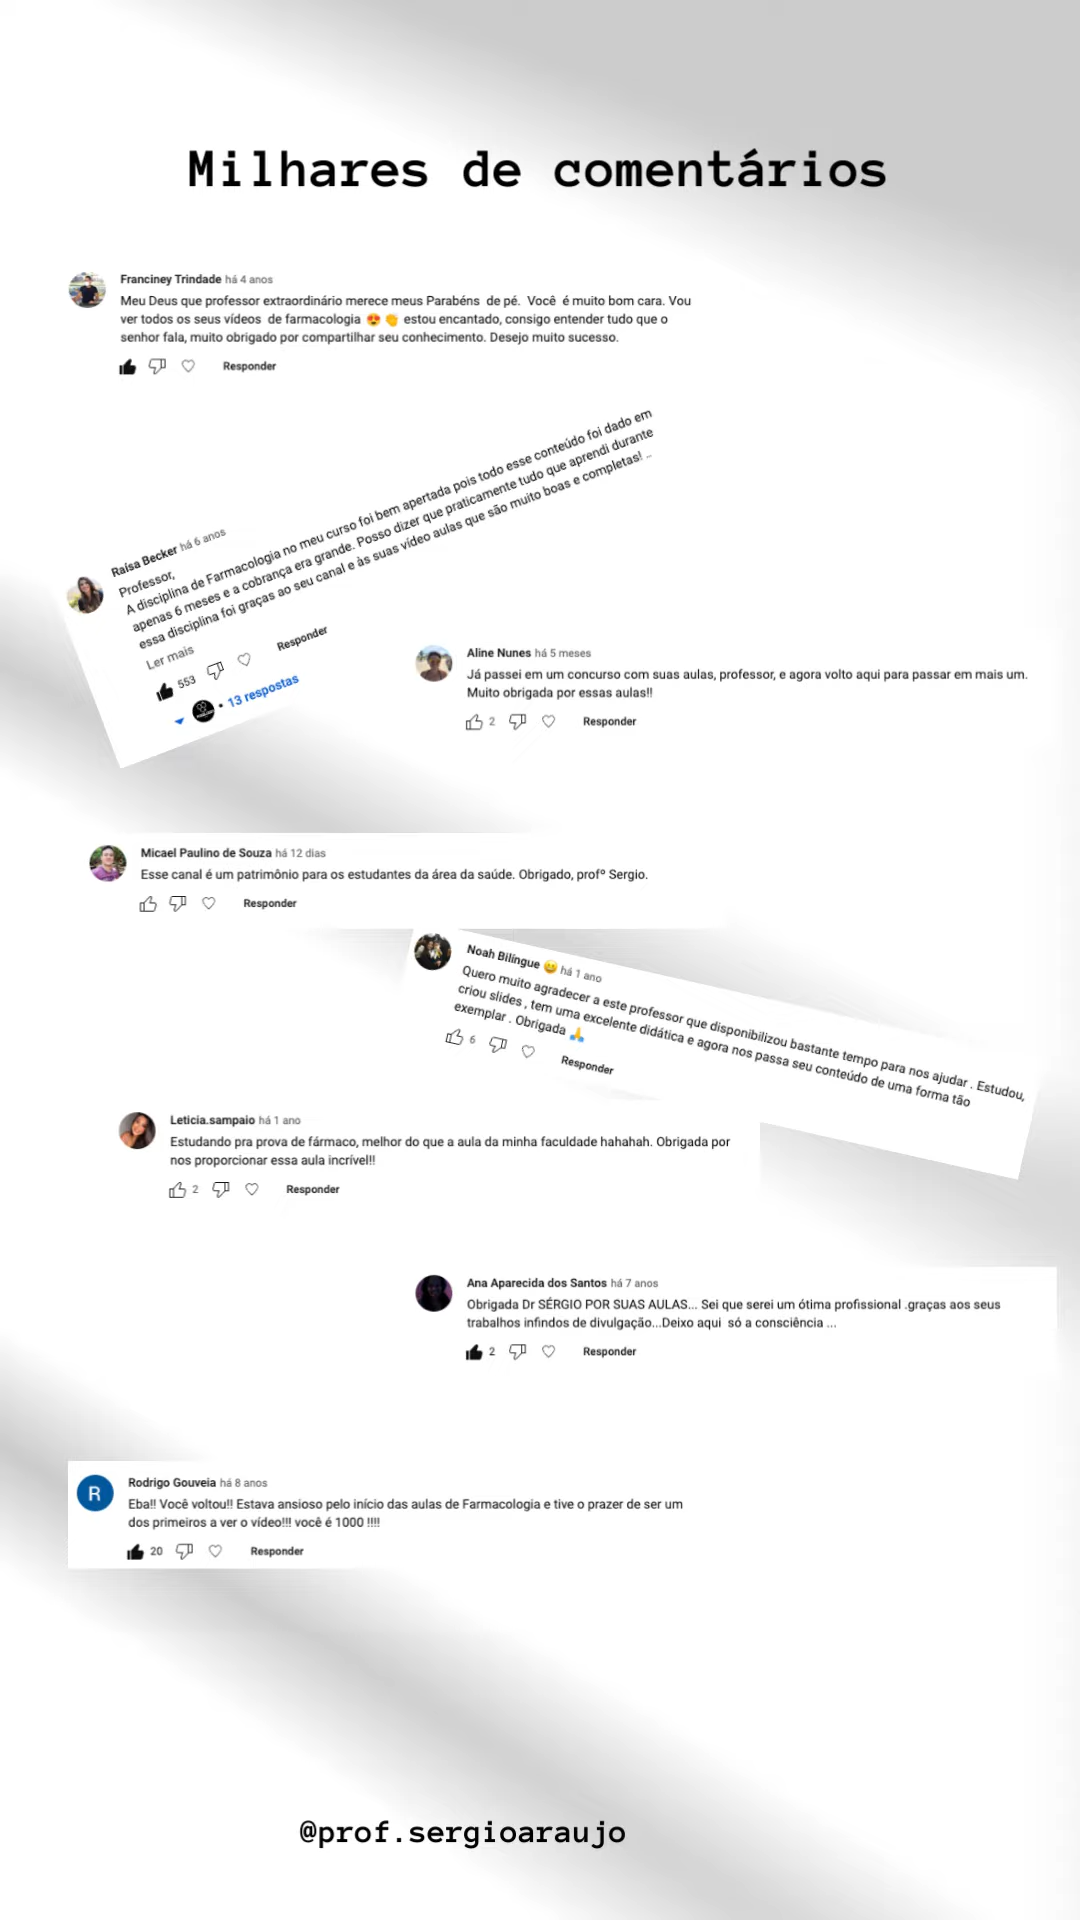 Milhares de comentários
Franciney Trindade há 4 anos
Meu Deus que professor extraordinário merece meus Parabéns de pé. Você é muito bom cara. Vou
ver todos os seus vídeos de farmacologia 😍 👏 estou encantado, consigo entender tudo que o
senhor fala, muito obrigado por compartilhar seu conhecimento. Desejo muito sucesso.
Responder
Raísa Becker há 6 anos
Professor,
A disciplina de Farmacologia no meu curso foi bem apertada pois todo esse conteúdo foi dado em
apenas 6 meses e a cobrança era grande. Posso dizer que praticamente tudo que aprendi durante
essa disciplina foi graças ao seu canal e às suas vídeo aulas que são muito boas e completas! ..
Ler mais
553 Responder
• 13 respostas
Aline Nunes há 5 meses
Já passei em um concurso com suas aulas, professor, e agora volto aqui para passar em mais um.
Muito obrigada por essas aulas!!
2 Responder
Micael Paulino de Souza há 12 dias
Esse canal é um patrimônio para os estudantes da área da saúde. Obrigado, profº Sergio.
Responder
Noah Bilíngue 😀 há 1 ano
Quero muito agradecer a este professor que disponibilizou bastante tempo para nos ajudar . Estudou,
criou slides , tem uma excelente didática e agora nos passa seu conteúdo de uma forma tão
exemplar . Obrigada 🙏
6 Responder
Leticia.sampaio há 1 ano
Estudando pra prova de fármaco, melhor do que a aula da minha faculdade hahahah. Obrigada por
nos proporcionar essa aula incrível!!
2 Responder
Ana Aparecida dos Santos há 7 anos
Obrigada Dr SÉRGIO POR SUAS AULAS... Sei que serei um ótima profissional .graças aos seus
trabalhos infindos de divulgação...Deixo aqui só a consciência ...
2 Responder
R
Rodrigo Gouveia há 8 anos
Eba!! Você voltou!! Estava ansioso pelo início das aulas de Farmacologia e tive o prazer de ser um
dos primeiros a ver o vídeo!!! você é 1000 !!!!
20 Responder
@prof.sergioaraujo